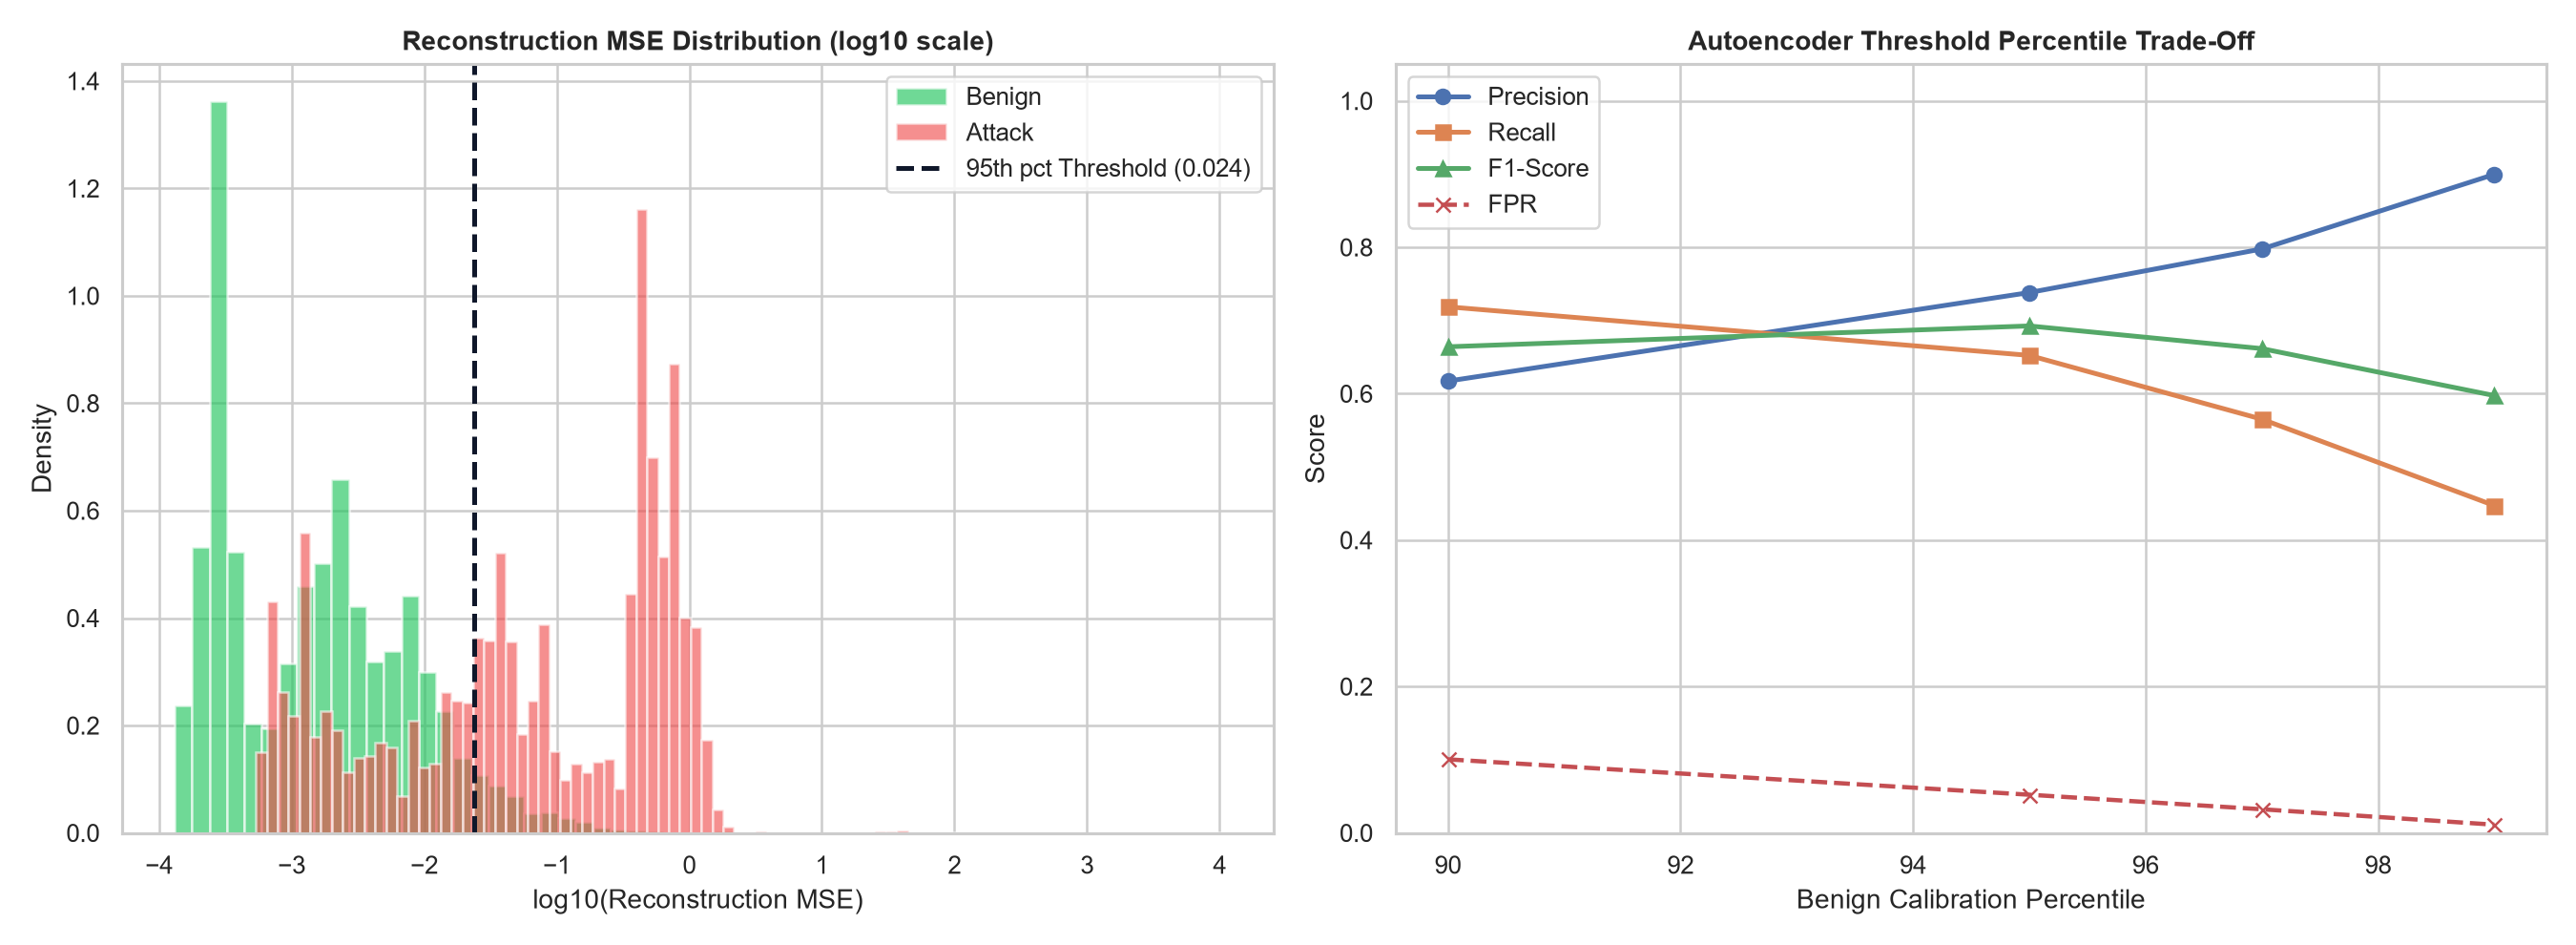 Reconstruction MSE Distribution (log10 scale)
Benign
Attack
95th pct Threshold (0.024)
Density
1.4
1.2
1.0
0.8
0.6
0.4
0.2
0.0
−4 −3 −2 −1 0 1 2 3 4
log10(Reconstruction MSE)
Autoencoder Threshold Percentile Trade-Off
Precision
Recall
F1-Score
FPR
Score
1.0
0.8
0.6
0.4
0.2
0.0
90 92 94 96 98
Benign Calibration Percentile